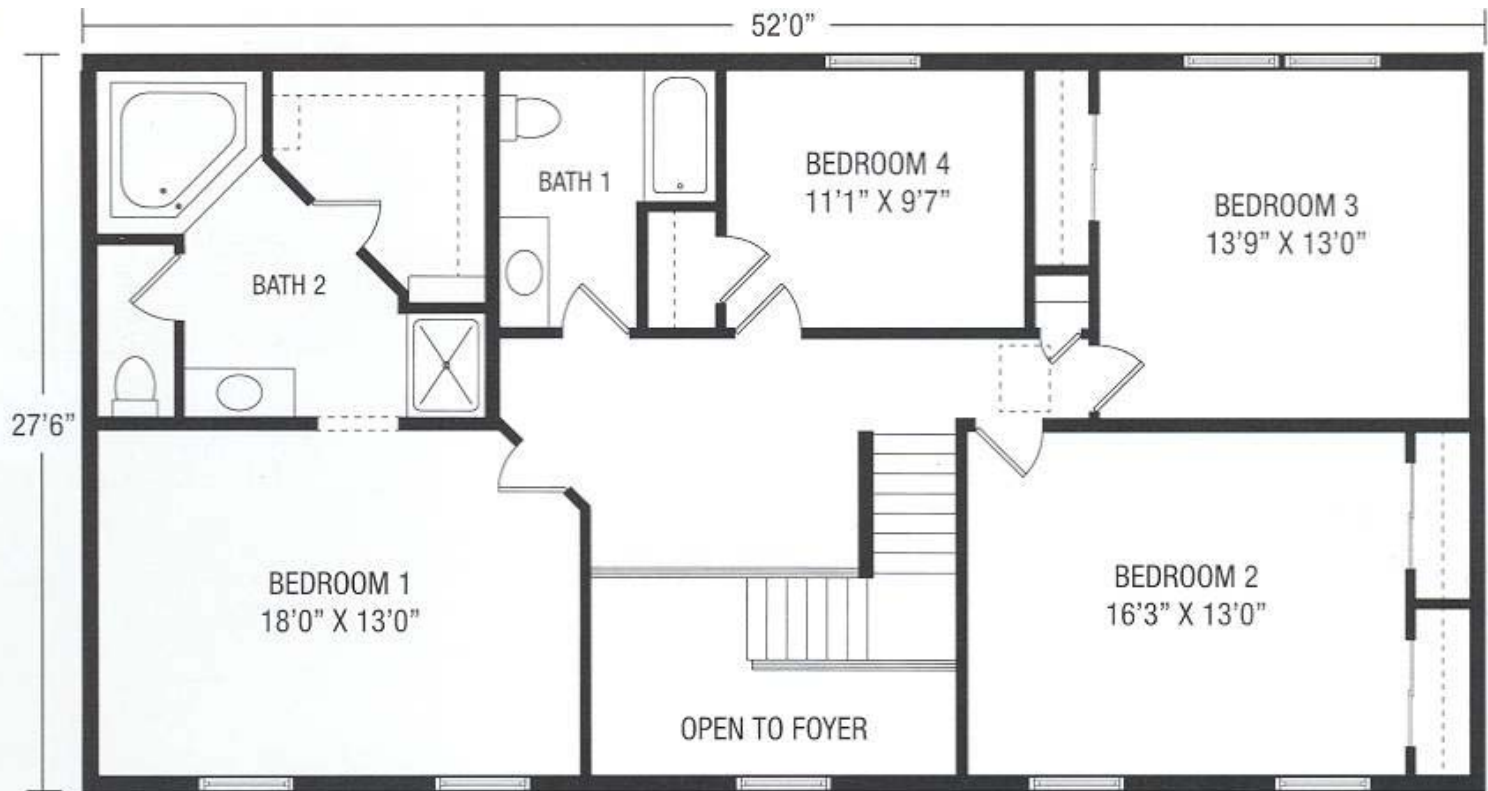 52'0”
BEDROOM 4
11'1” X 9'7”
BATH 1
BEDROOM 3
13'9” X 13'0”
BATH 2
27'6”
BEDROOM 1
18'0” X 13'0”
BEDROOM 2
16'3” X 13'0”
OPEN TO FOYER